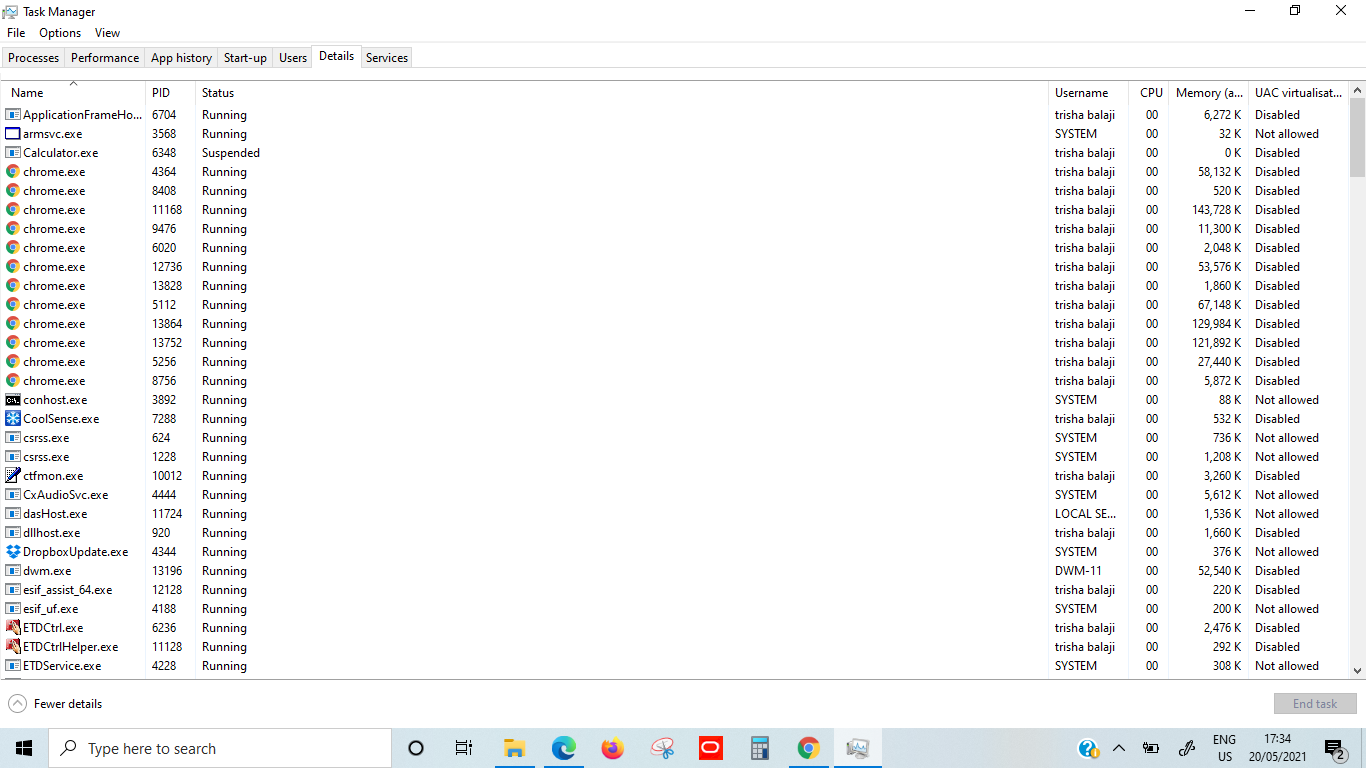 Task Manager
File Options View
Processes Performance App history Start-up Users Details Services
Name PID Status Username CPU Memory (a... UAC virtualisat...
ApplicationFrameHo... 6704 Running trisha balaji 00 6,272 K Disabled
armsvc.exe 3568 Running SYSTEM 00 32 K Not allowed
Calculator.exe 6348 Suspended trisha balaji 00 0 K Disabled
chrome.exe 4364 Running trisha balaji 00 58,132 K Disabled
chrome.exe 8408 Running trisha balaji 00 520 K Disabled
chrome.exe 11168 Running trisha balaji 00 143,728 K Disabled
chrome.exe 9476 Running trisha balaji 00 11,300 K Disabled
chrome.exe 6020 Running trisha balaji 00 2,048 K Disabled
chrome.exe 12736 Running trisha balaji 00 53,576 K Disabled
chrome.exe 13828 Running trisha balaji 00 1,860 K Disabled
chrome.exe 5112 Running trisha balaji 00 67,148 K Disabled
chrome.exe 13864 Running trisha balaji 00 129,984 K Disabled
chrome.exe 13752 Running trisha balaji 00 121,892 K Disabled
chrome.exe 5256 Running trisha balaji 00 27,440 K Disabled
chrome.exe 8756 Running trisha balaji 00 5,872 K Disabled
conhost.exe 3892 Running SYSTEM 00 88 K Not allowed
CoolSense.exe 7288 Running trisha balaji 00 532 K Disabled
csrss.exe 624 Running SYSTEM 00 736 K Not allowed
csrss.exe 1228 Running SYSTEM 00 1,208 K Not allowed
ctfmon.exe 10012 Running trisha balaji 00 3,260 K Disabled
CxAudioSvc.exe 4444 Running SYSTEM 00 5,612 K Not allowed
dasHost.exe 11724 Running LOCAL SE... 00 1,536 K Not allowed
dllhost.exe 920 Running trisha balaji 00 1,660 K Disabled
DropboxUpdate.exe 4344 Running SYSTEM 00 376 K Not allowed
dwm.exe 13196 Running DWM-11 00 52,540 K Disabled
esif_assist_64.exe 12128 Running trisha balaji 00 220 K Disabled
esif_uf.exe 4188 Running SYSTEM 00 200 K Not allowed
ETDCtrl.exe 6236 Running trisha balaji 00 2,476 K Disabled
ETDCtrlHelper.exe 11128 Running trisha balaji 00 292 K Disabled
ETDService.exe 4228 Running SYSTEM 00 308 K Not allowed
Fewer details End task
Type here to search
ENG 17:34
US 20/05/2021 2